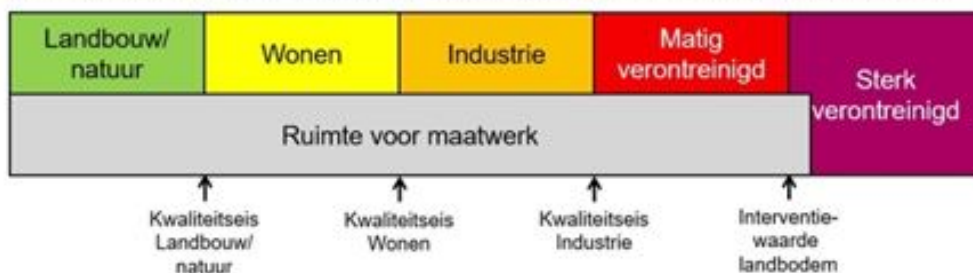 Landbouw/
natuur
Wonen
Industrie
Matig
verontreinigd
Sterk
verontreinigd
Ruimte voor maatwerk
Kwaliteitseis
Landbouw/
natuur
Kwaliteitseis
Wonen
Kwaliteitseis
Industrie
Interventie-
waarde
landbodem